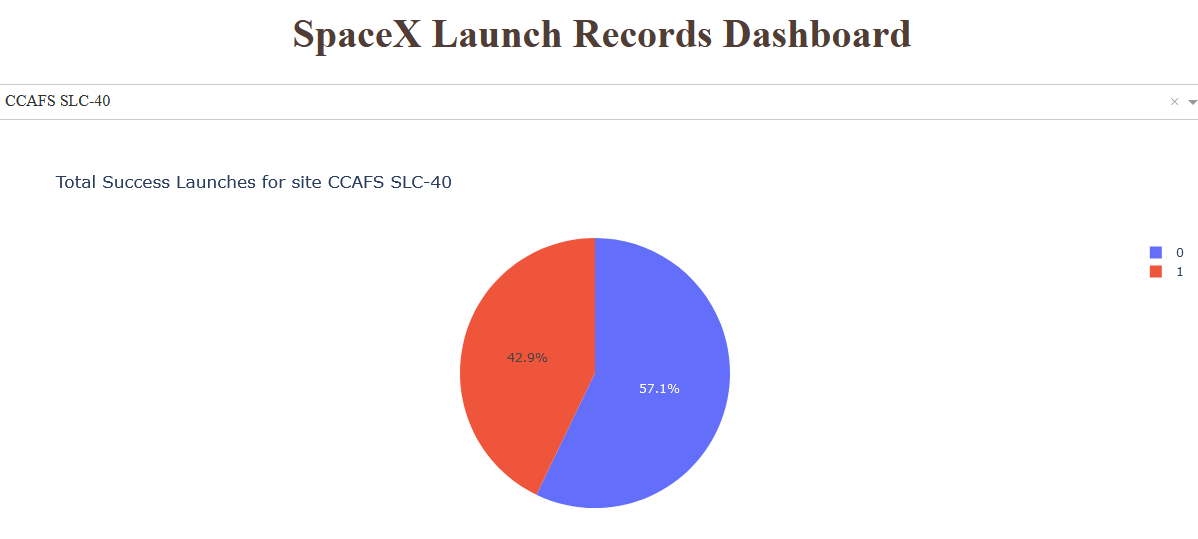 SpaceX Launch Records Dashboard
CCAFS SLC-40
×
Total Success Launches for site CCAFS SLC-40
0
1
42.9%
57.1%